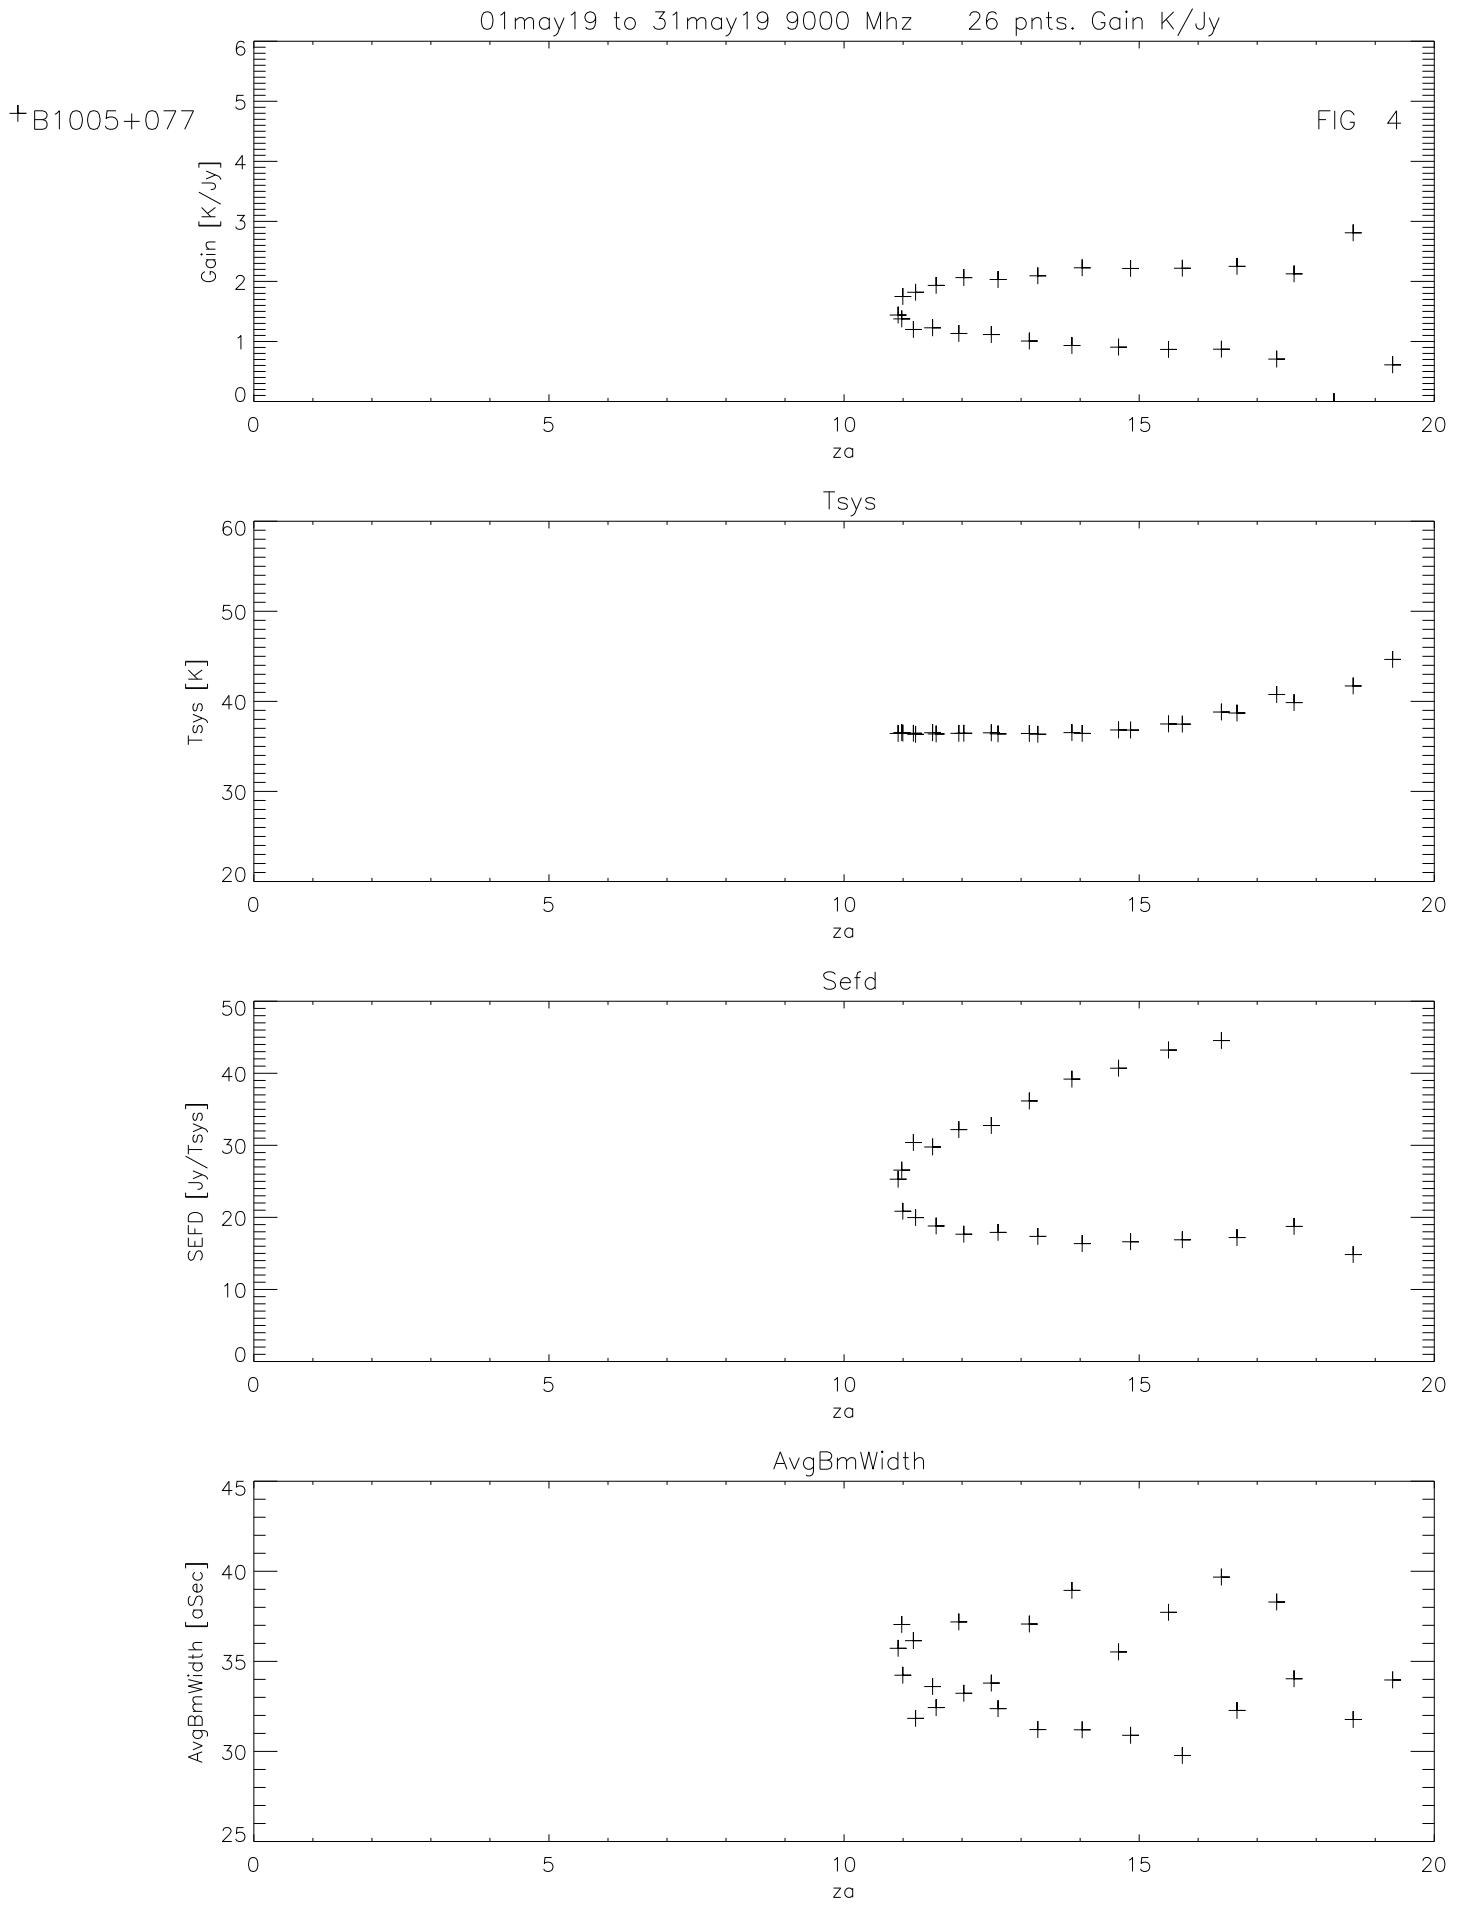 01may19 to 31may19 9000 Mhz 26 pnts. Gain K/Jy
+ B1005+077
FIG 4
Gain [K/Jy]
6
5
4
3
2
1
0
0 5 10 15 20
za
Tsys
Tsys [K]
60
50
40
30
20
0 5 10 15 20
za
Sefd
SEFD [Jy/Tsys]
50
40
30
20
10
0
0 5 10 15 20
za
AvgBmWidth
AvgBmWidth [aSec]
45
40
35
30
25
0 5 10 15 20
za